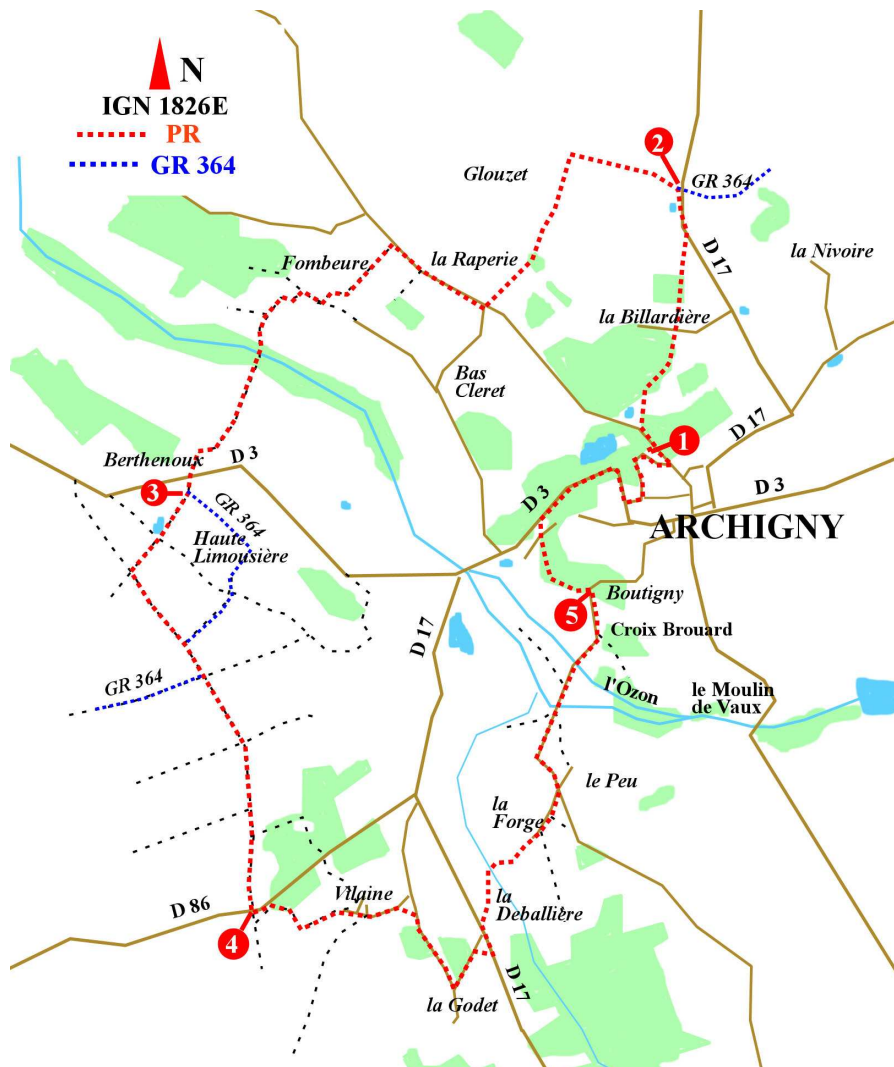 N
IGN 1826E
PR
GR 364
2
Glouzet
GR 364
D 17
la Nivoire
Fombeure
la Raperie
la Billardière
Bas
Cleret
1
D 17
Berthenoux
D 3
3
GR 364
D 3
D 3
ARCHIGNY
Haute
Limousière
Boutigny
5
Croix Brouard
D 17
GR 364
l'Ozon
le Moulin
de Vaux
le Peu
la
Forge
Vilaine
la
Deballière
D 86
4
D 17
la Godet